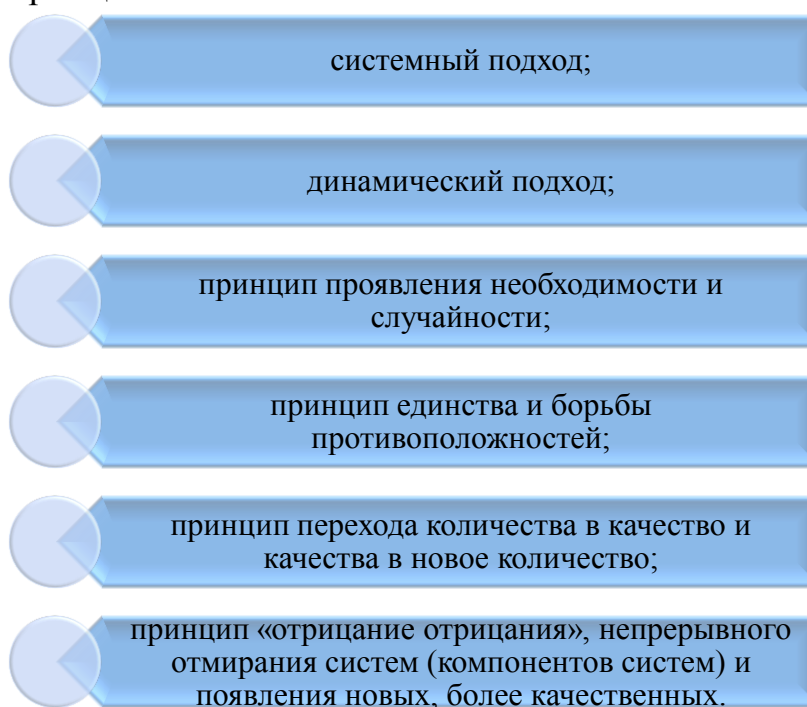 системный подход;
динамический подход;
принцип проявления необходимости и
случайности;
принцип единства и борьбы
противоположностей;
принцип перехода количества в качество и
качества в новое количество;
принцип «отрицание отрицания», непрерывного
отмирания систем (компонентов систем) и
появления новых, более качественных.